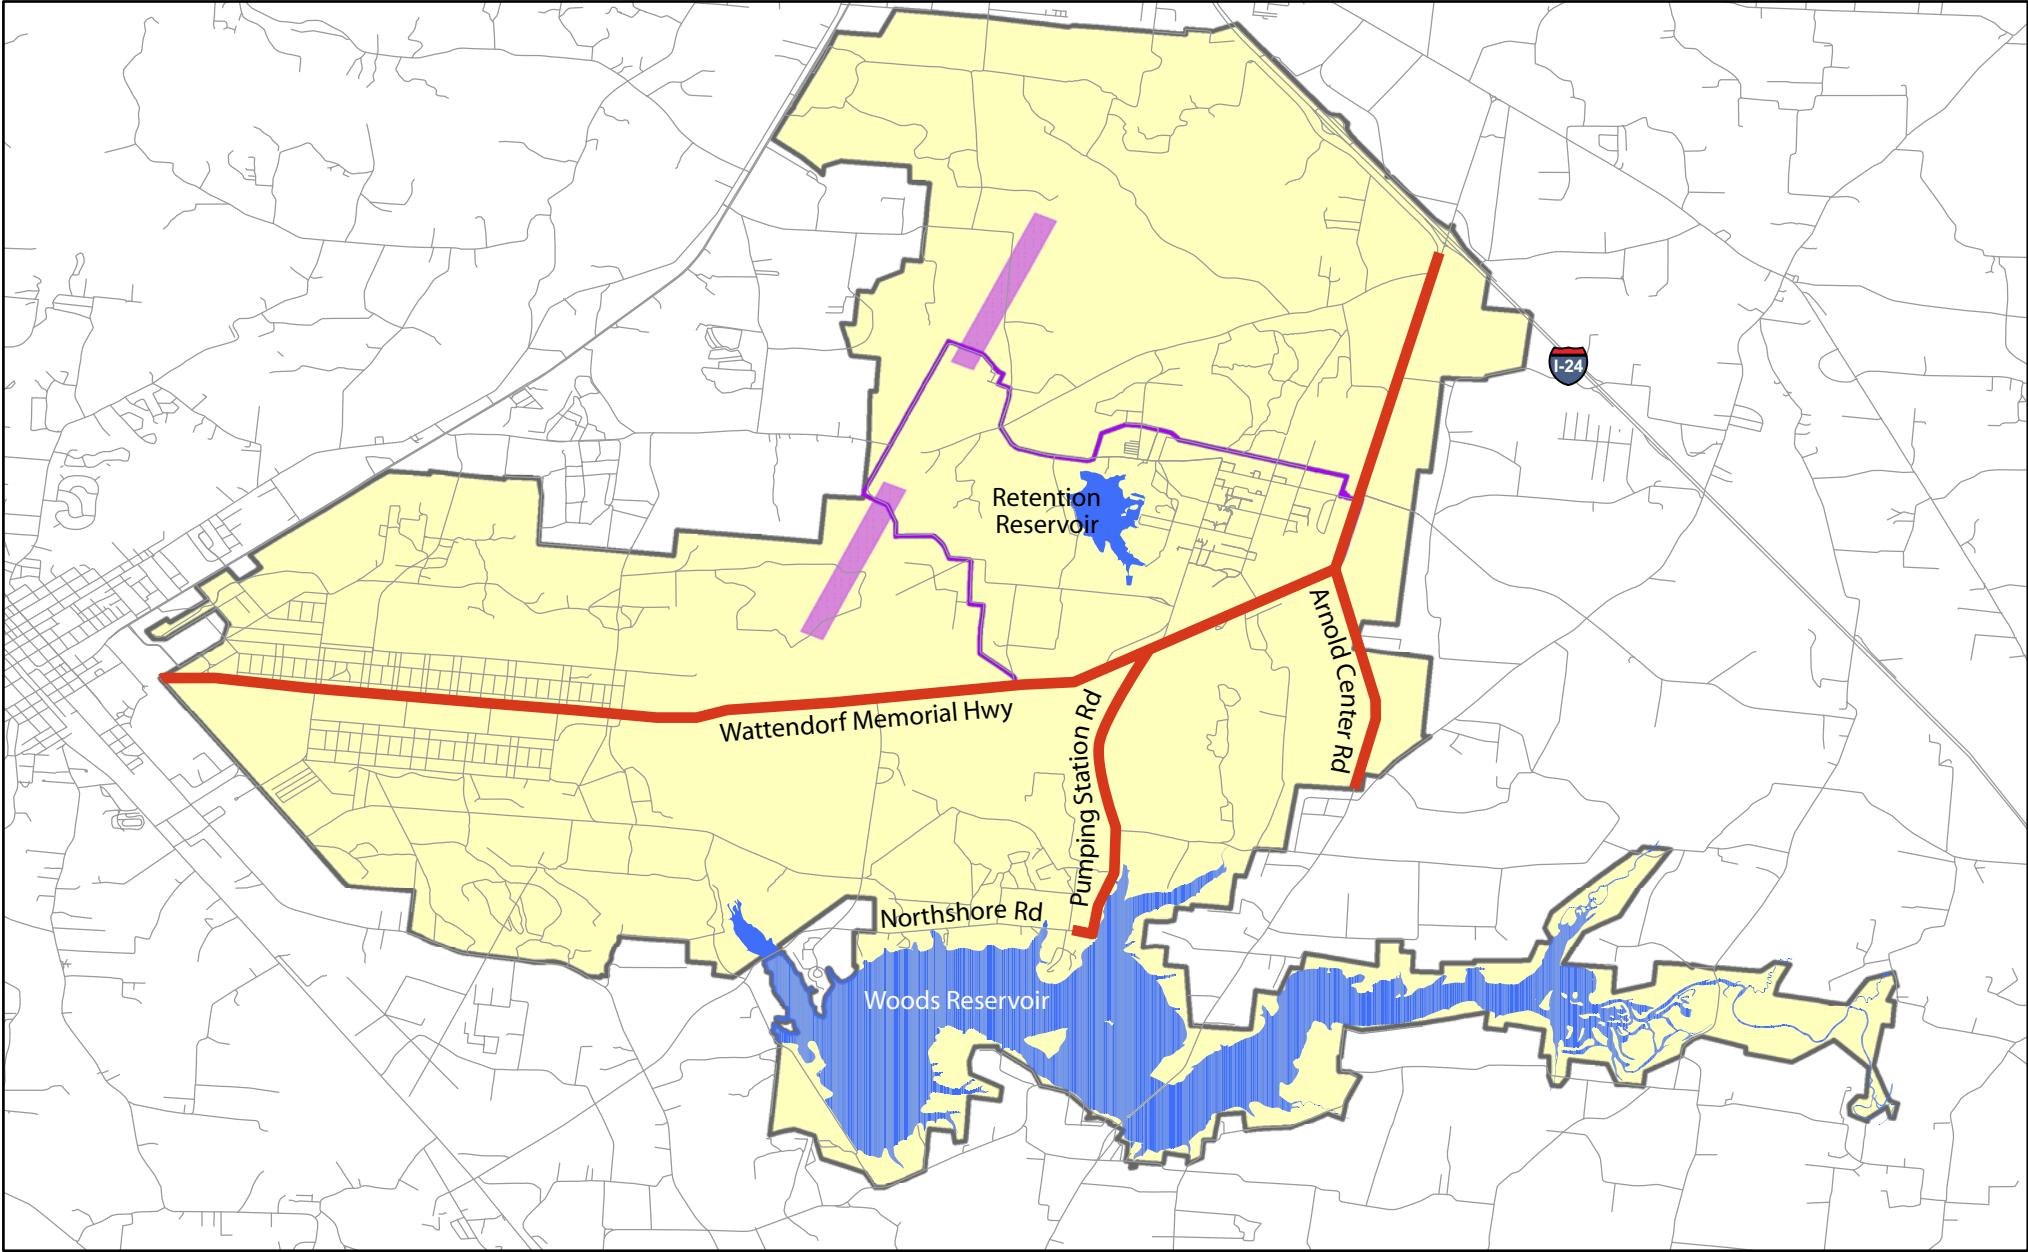 I-24
Retention
Reservoir
Arnold Center Rd
Wattendorf Memorial Hwy
Pumping Station Rd
Northshore Rd
Woods Reservoir